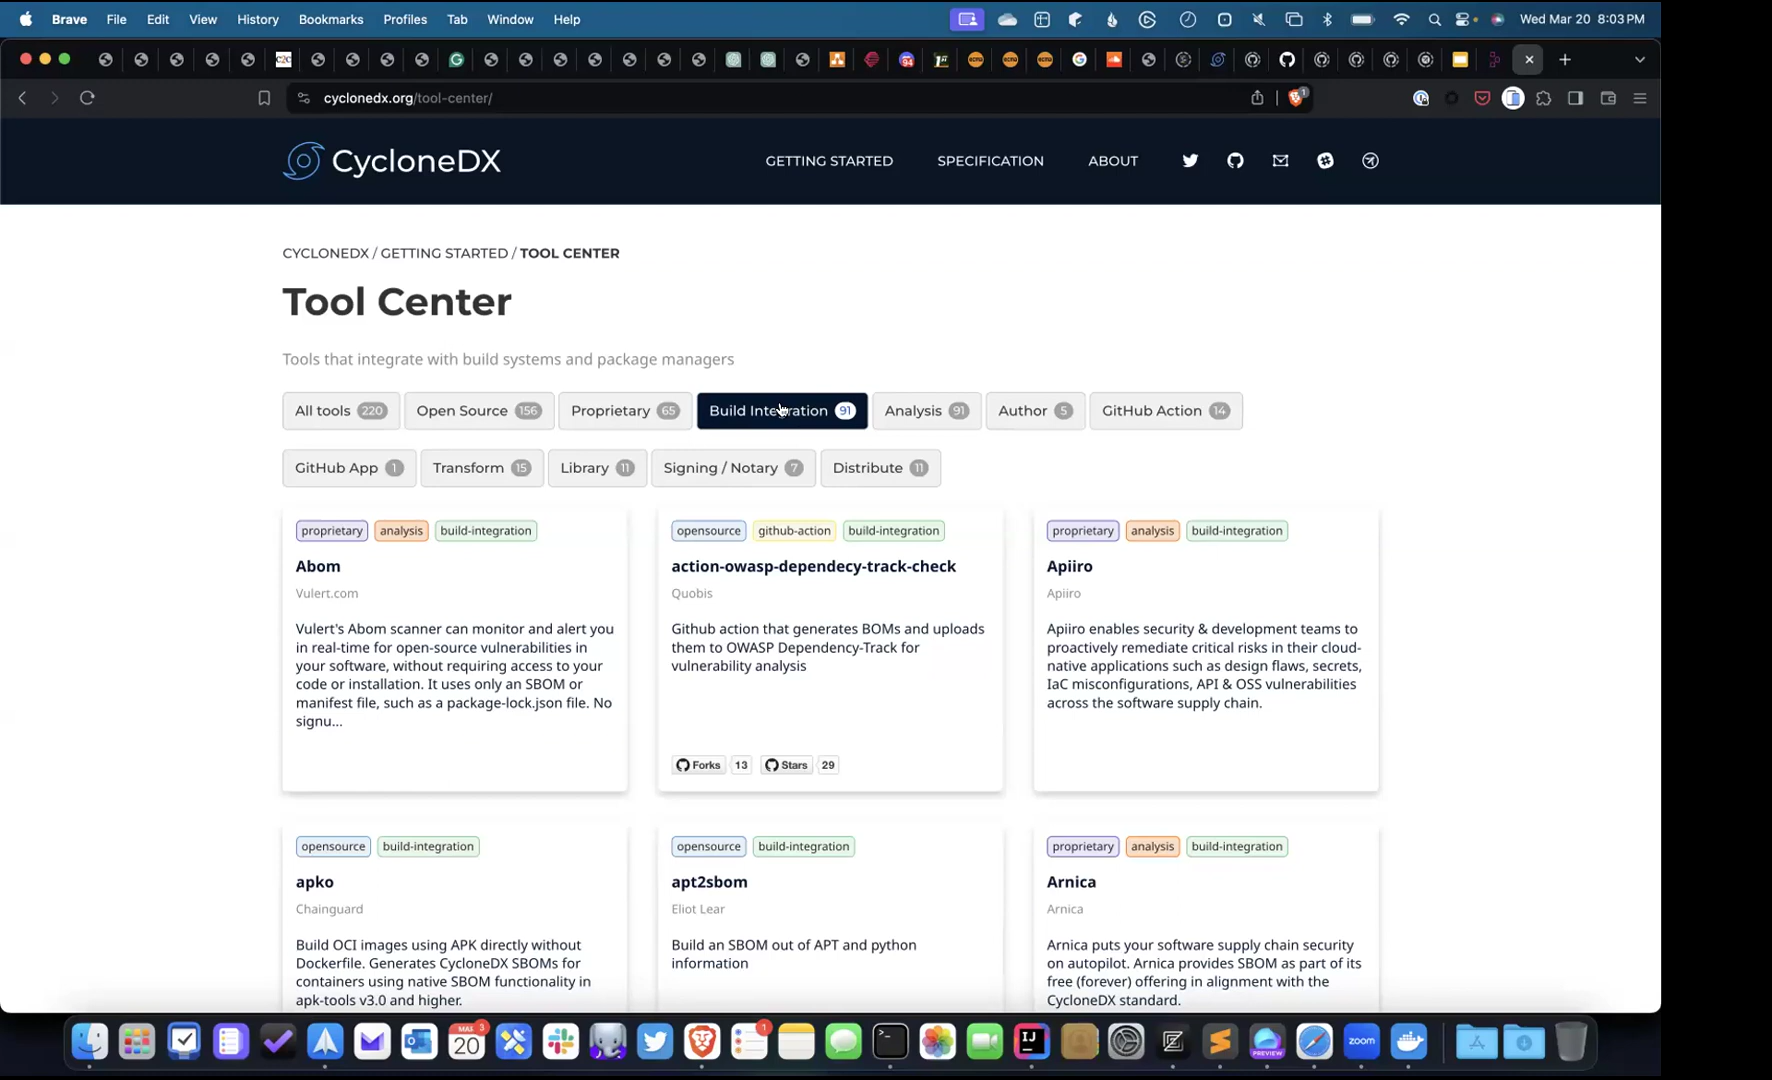 Brave File Edit View History Bookmarks Profiles Tab Window Help Wed Mar 20 8:03 PM
cyclonedx.org/tool-center/
CycloneDX GETTING STARTED SPECIFICATION ABOUT
CYCLONEDX / GETTING STARTED / TOOL CENTER
Tool Center
Tools that integrate with build systems and package managers
All tools 220 Open Source 156 Proprietary 65 Build Integration 91 Analysis 91 Author 5 GitHub Action 14
GitHub App 1 Transform 15 Library 11 Signing / Notary 7 Distribute 11
proprietary analysis build-integration
Abom
Vulert.com
Vulert's Abom scanner can monitor and alert you
in real-time for open-source vulnerabilities in
your software, without requiring access to your
code or installation. It uses only an SBOM or
manifest file, such as a package-lock.json file. No
signu...
opensource github-action build-integration
action-owasp-dependecy-track-check
Quobis
Github action that generates BOMs and uploads
them to OWASP Dependency-Track for
vulnerability analysis
Forks 13 Stars 29
proprietary analysis build-integration
Apiiro
Apiiro
Apiiro enables security & development teams to
proactively remediate critical risks in their cloud-
native applications such as design flaws, secrets,
IaC misconfigurations, API & OSS vulnerabilities
across the software supply chain.
opensource build-integration
apko
Chainguard
Build OCI images using APK directly without
Dockerfile. Generates CycloneDX SBOMs for
containers using native SBOM functionality in
apk-tools v3.0 and higher.
opensource build-integration
apt2sbom
Eliot Lear
Build an SBOM out of APT and python
information
proprietary analysis build-integration
Arnica
Arnica
Arnica puts your software supply chain security
on autopilot. Arnica provides SBOM as part of its
free (forever) offering in alignment with the
CycloneDX standard.
20
1
IJ
PREVIEW
zoom